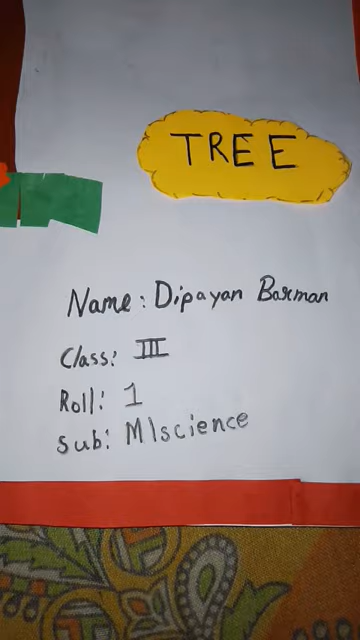 TREE
Name: Dipayan Barman
Class: III
Roll: 1
Sub: MIscience